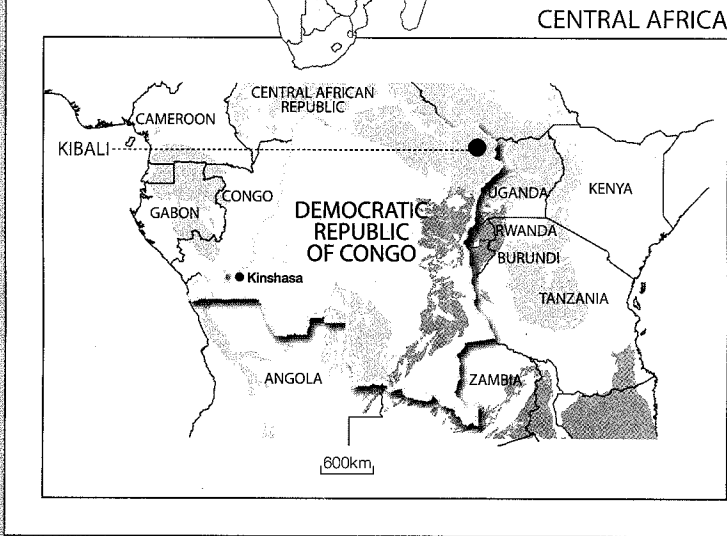 CENTRAL AFRICA
CENTRAL AFRICAN
REPUBLIC
CAMEROON
KIBALI
UGANDA
KENYA
CONGO
GABON
DEMOCRATIC
REPUBLIC
OF CONGO
RWANDA
BURUNDI
Kinshasa
TANZANIA
ANGOLA
ZAMBIA
600km